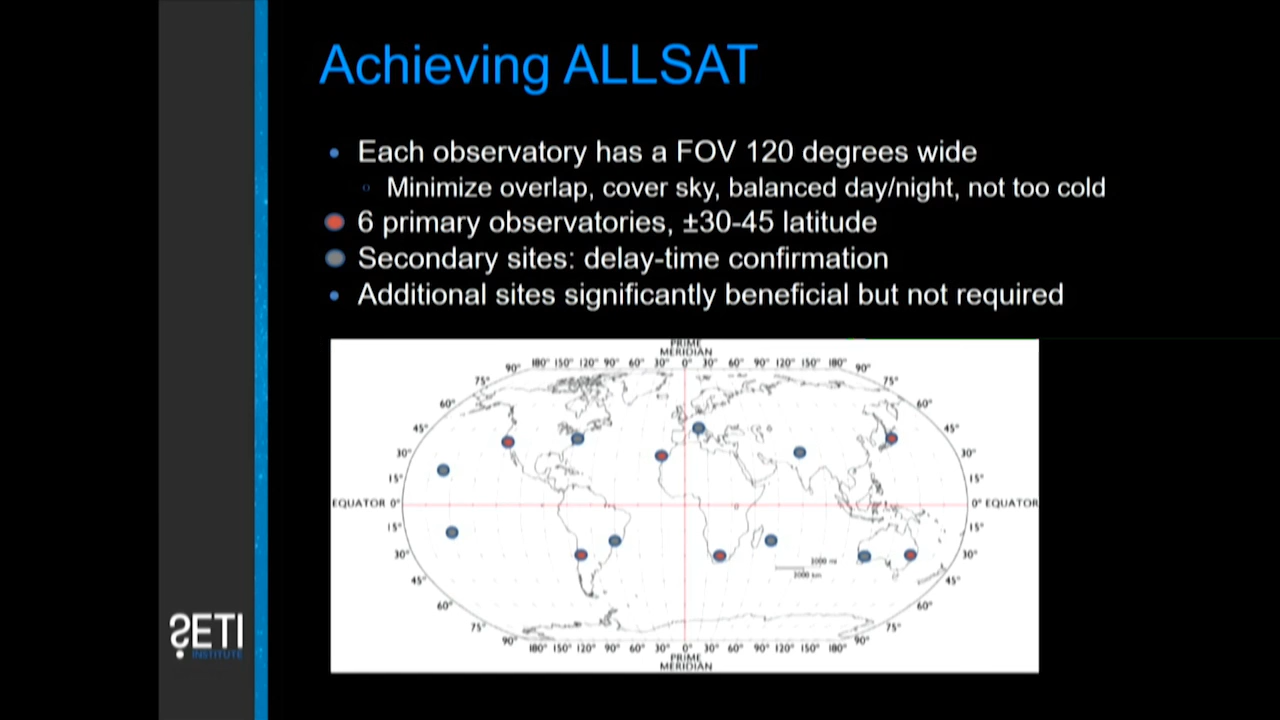 Achieving ALLSAT
• Each observatory has a FOV 120 degrees wide
Minimize overlap, cover sky, balanced day/night, not too cold
6 primary observatories, ±30-45 latitude
Secondary sites: delay-time confirmation
• Additional sites significantly beneficial but not required
PRIME
MERIDIAN
180° 150° 120° 90° 60° 30° 0° 30° 60° 90° 120° 150° 180°
90° 90°
75° 75°
60° 60°
45° 45°
30° 30°
15° 15°
EQUATOR 0° 0° EQUATOR
15° 15°
30° 30°
2000 km
45° 45°
60° 60°
75° 75°
90° 90°
180° 150° 120° 90° 60° 30° 0° 30° 60° 90° 120° 150° 180°
PRIME
MERIDIAN
SETI
INSTITUTE